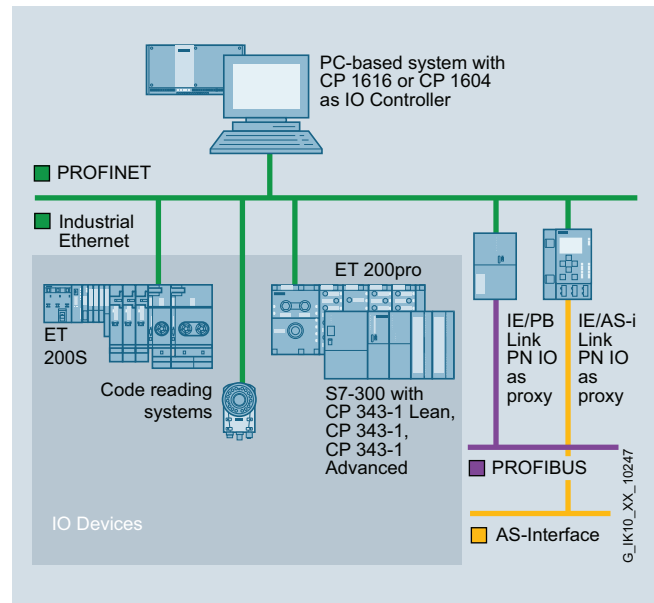 PC-based system with
CP 1616 or CP 1604
as IO Controller
PROFINET
Industrial
Ethernet
ET 200pro
ET
200S
Code reading
systems
S7-300 with
CP 343-1 Lean,
CP 343-1,
CP 343-1
Advanced
IE/PB
Link
PN IO
as
proxy
IE/AS-i
Link
PN IO
as
proxy
PROFIBUS
AS-Interface
IO Devices
G_IK10_XX_10247